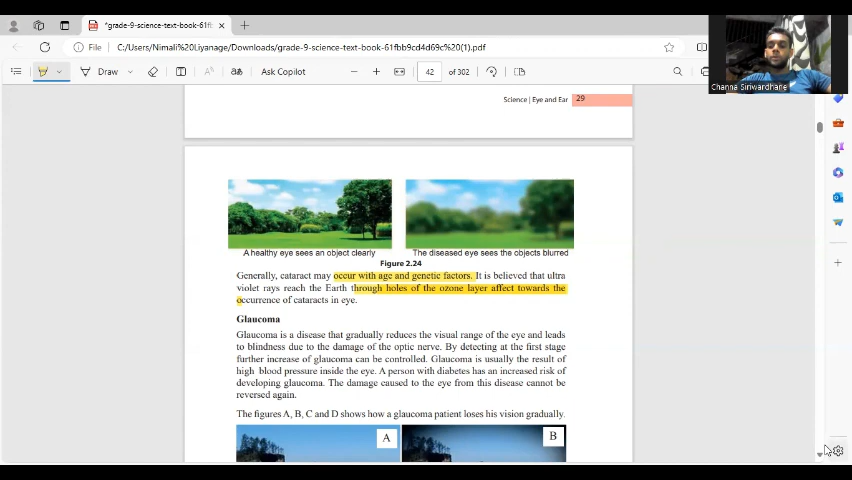 *grade-9-science-text-book-61fb
File
C:/Users/Nimali%20Liyanage/Downloads/grade-9-science-text-book-61fbb9cd4d69c%20(1).pdf
Draw
Ask Copilot
42 of 302
Channa Siriwardhane
Science | Eye and Ear 29
A healthy eye sees an object clearly
The diseased eye sees the objects blurred
Figure 2.24
Generally, cataract may occur with age and genetic factors. It is believed that ultra
violet rays reach the Earth through holes of the ozone layer affect towards the
occurrence of cataracts in eye.
Glaucoma
Glaucoma is a disease that gradually reduces the visual range of the eye and leads
to blindness due to the damage of the optic nerve. By detecting at the first stage
further increase of glaucoma can be controlled. Glaucoma is usually the result of
high blood pressure inside the eye. A person with diabetes has an increased risk of
developing glaucoma. The damage caused to the eye from this disease cannot be
reversed again.
The figures A, B, C and D shows how a glaucoma patient loses his vision gradually.
A
B